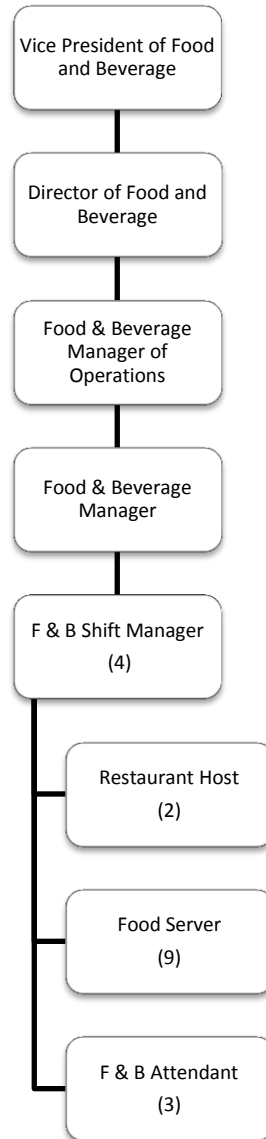 Vice President of Food
and Beverage
Director of Food and
Beverage
Food & Beverage
Manager of
Operations
Food & Beverage
Manager
F & B Shift Manager
(4)
Restaurant Host
(2)
Food Server
(9)
F & B Attendant
(3)